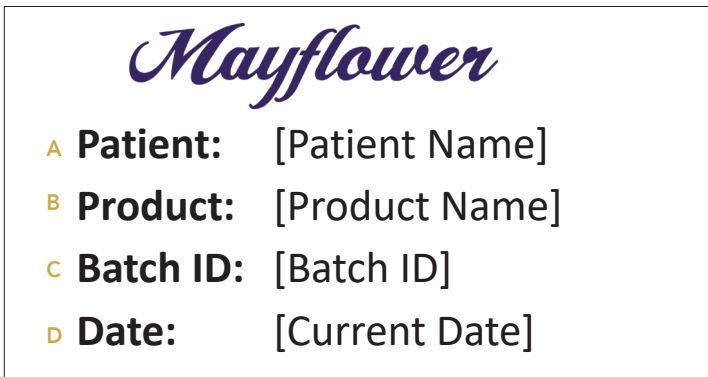 Mayflower
A Patient: [Patient Name]
B Product: [Product Name]
C Batch ID: [Batch ID]
D Date: [Current Date]